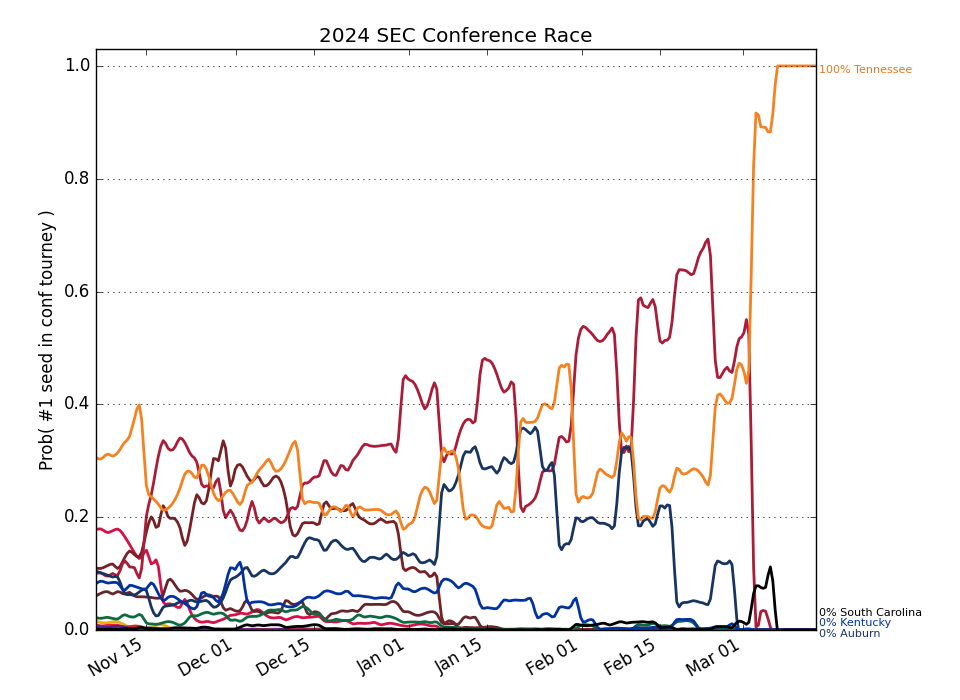 2024 SEC Conference Race
Prob( #1 seed in conf tourney )
1.0
0.8
0.6
0.4
0.2
0.0
Nov 15
Dec 01
Dec 15
Jan 01
Jan 15
Feb 01
Feb 15
Mar 01
100% Tennessee
0% South Carolina
0% Kentucky
0% Auburn